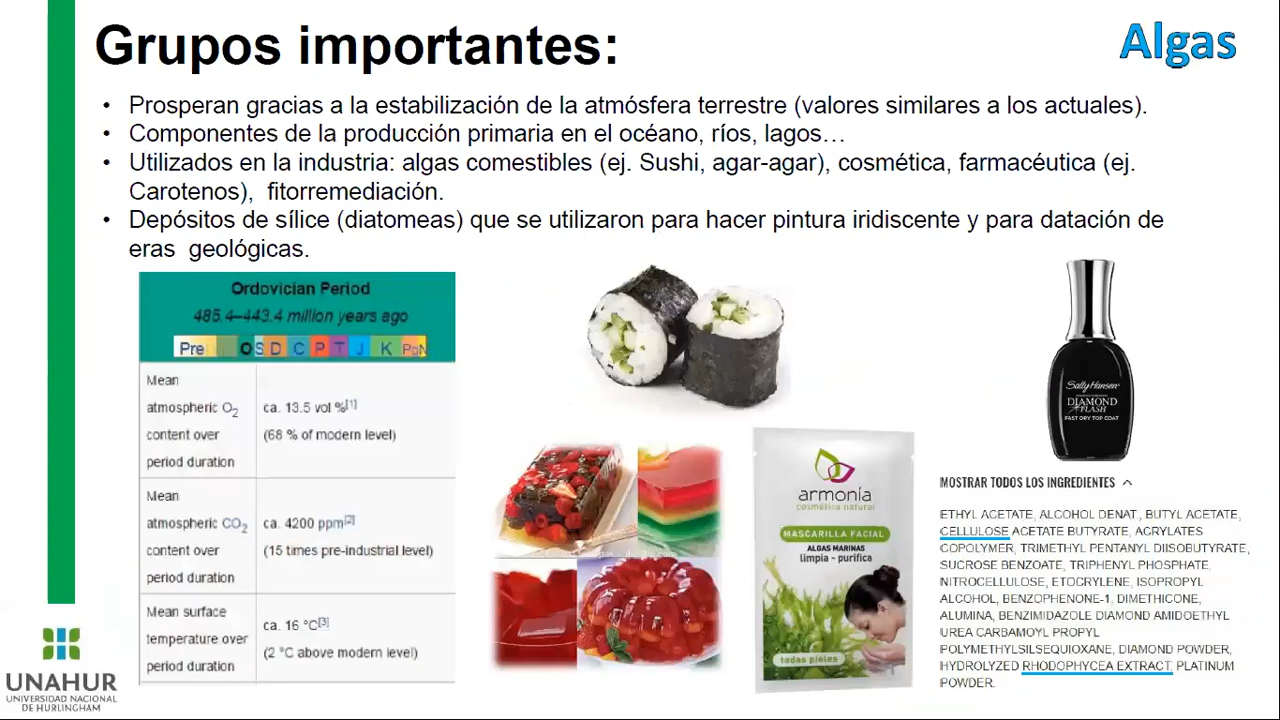 Grupos importantes:
Algas
• Prosperan gracias a la estabilización de la atmósfera terrestre (valores similares a los actuales).
• Componentes de la producción primaria en el océano, ríos, lagos…
• Utilizados en la industria: algas comestibles (ej. Sushi, agar-agar), cosmética, farmacéutica (ej.
Carotenos), fitorremediación.
• Depósitos de sílice (diatomeas) que se utilizaron para hacer pintura iridiscente y para datación de
eras geológicas.
Ordovician Period
485.4–443.4 million years ago
Pre O S D C P T J K PgN
Mean
atmospheric O2
content over
period duration
ca. 13.5 vol %[1]
(68 % of modern level)
Mean
atmospheric CO2
content over
period duration
ca. 4200 ppm[2]
(15 times pre-industrial level)
Mean surface
temperature over
period duration
ca. 16 °C[3]
(2 °C above modern level)
armonía
cosmética natural
MASCARILLA FACIAL
ALGAS MARINAS
limpia - purifica
todas pieles
Sally Hansen
DIAMOND
FLASH
FAST DRY TOP COAT
MOSTRAR TODOS LOS INGREDIENTES
ETHYL ACETATE, ALCOHOL DENAT., BUTYL ACETATE,
CELLULOSE ACETATE BUTYRATE, ACRYLATES
COPOLYMER, TRIMETHYL PENTANYL DIISOBUTYRATE,
SUCROSE BENZOATE, TRIPHENYL PHOSPHATE,
NITROCELLULOSE, ETOCRYLENE, ISOPROPYL
ALCOHOL, BENZOPHENONE-1, DIMETHICONE,
ALUMINA, BENZIMIDAZOLE DIAMOND AMIDOETHYL
UREA CARBAMOYL PROPYL
POLYMETHYLSILSEQUIOXANE, DIAMOND POWDER,
HYDROLYZED RHODOPHYCEA EXTRACT, PLATINUM
POWDER.
UNAHUR
UNIVERSIDAD NACIONAL
DE HURLINGHAM